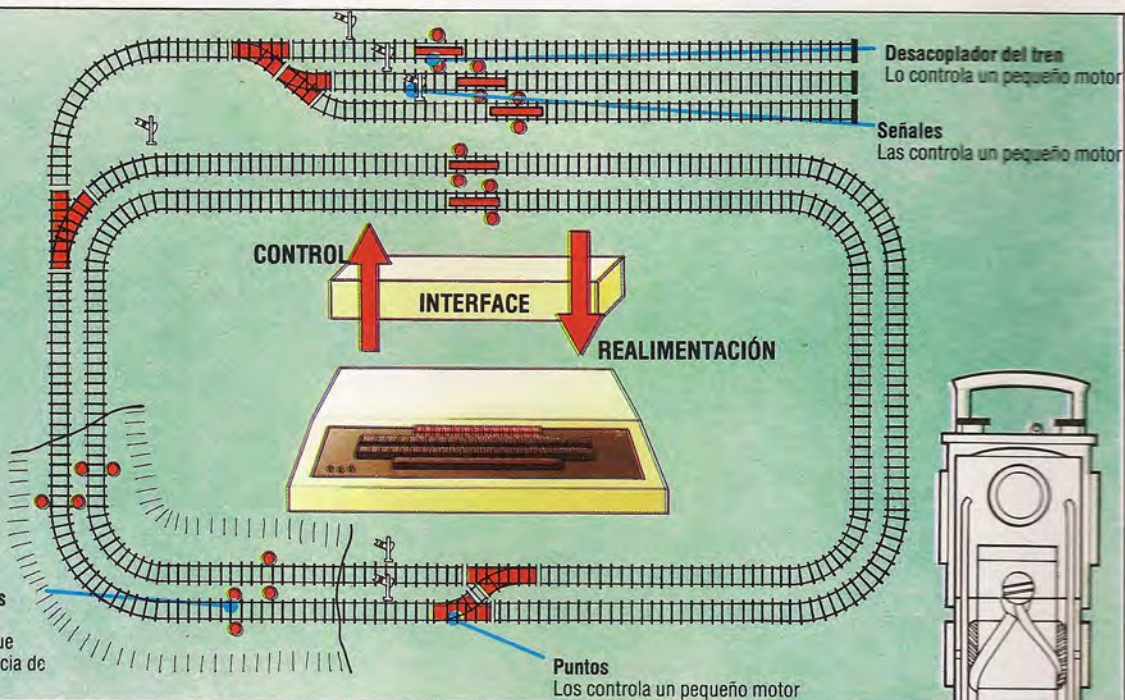 Desacoplador del tren
Lo controla un pequeño motor
Señales
Las controla un pequeño motor
CONTROL
INTERFACE
REALIMENTACIÓN
Puntos
Los controla un pequeño motor